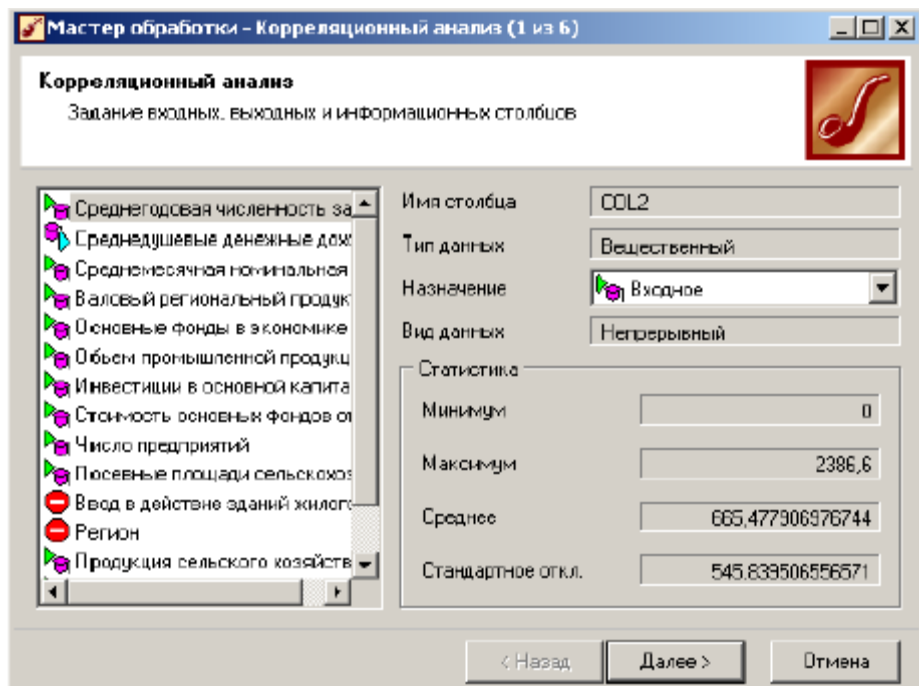 Мастер обработки - Корреляционный анализ (1 из 6)
Корреляционный анализ
Задание входных, выходных и информационных столбцов
Среднегодовая численность за
Среднедушевые денежные дох
Среднемесячная номинальная
Валовый региональный продук
Основные фонды в экономике
Объем промышленной продукц
Инвестиции в основной капита
Стоимость основных фондов от
Число предприятий
Посевные площади сельскохоз
Ввод в действие зданий жилого
Регион
Продукция сельского хозяйств
Имя столбца COL2
Тип данных Вещественный
Назначение Входное
Вид данных Непрерывный
Статистика
Минимум 0
Максимум 2386,6
Среднее 665,477906976744
Стандартное откл. 545,839506556571
< Назад Далее > Отмена